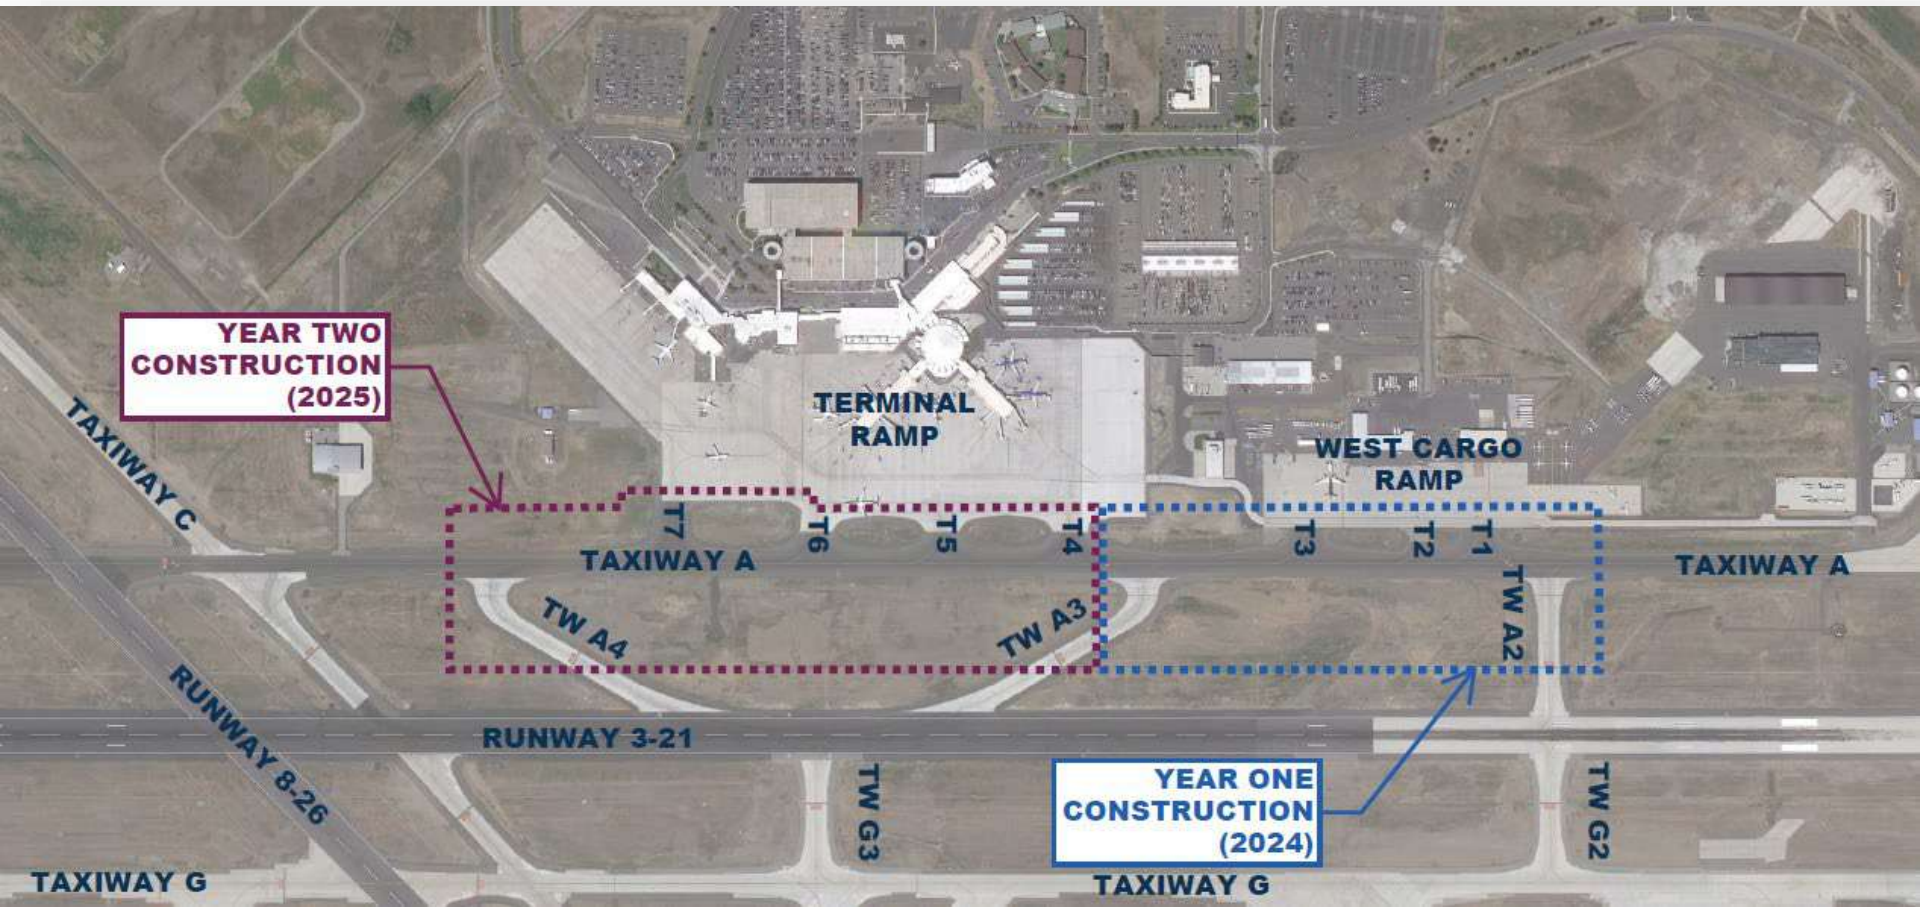 YEAR TWO
CONSTRUCTION
(2025)
TAXIWAY C
TERMINAL
RAMP
WEST CARGO
RAMP
T7
T6
T5
T4
T3
T2
T1
TAXIWAY A
TAXIWAY A
TW A4
TW A3
TW A2
RUNWAY 8-26
RUNWAY 3-21
TW G3
YEAR ONE
CONSTRUCTION
(2024)
TW G2
TAXIWAY G
TAXIWAY G